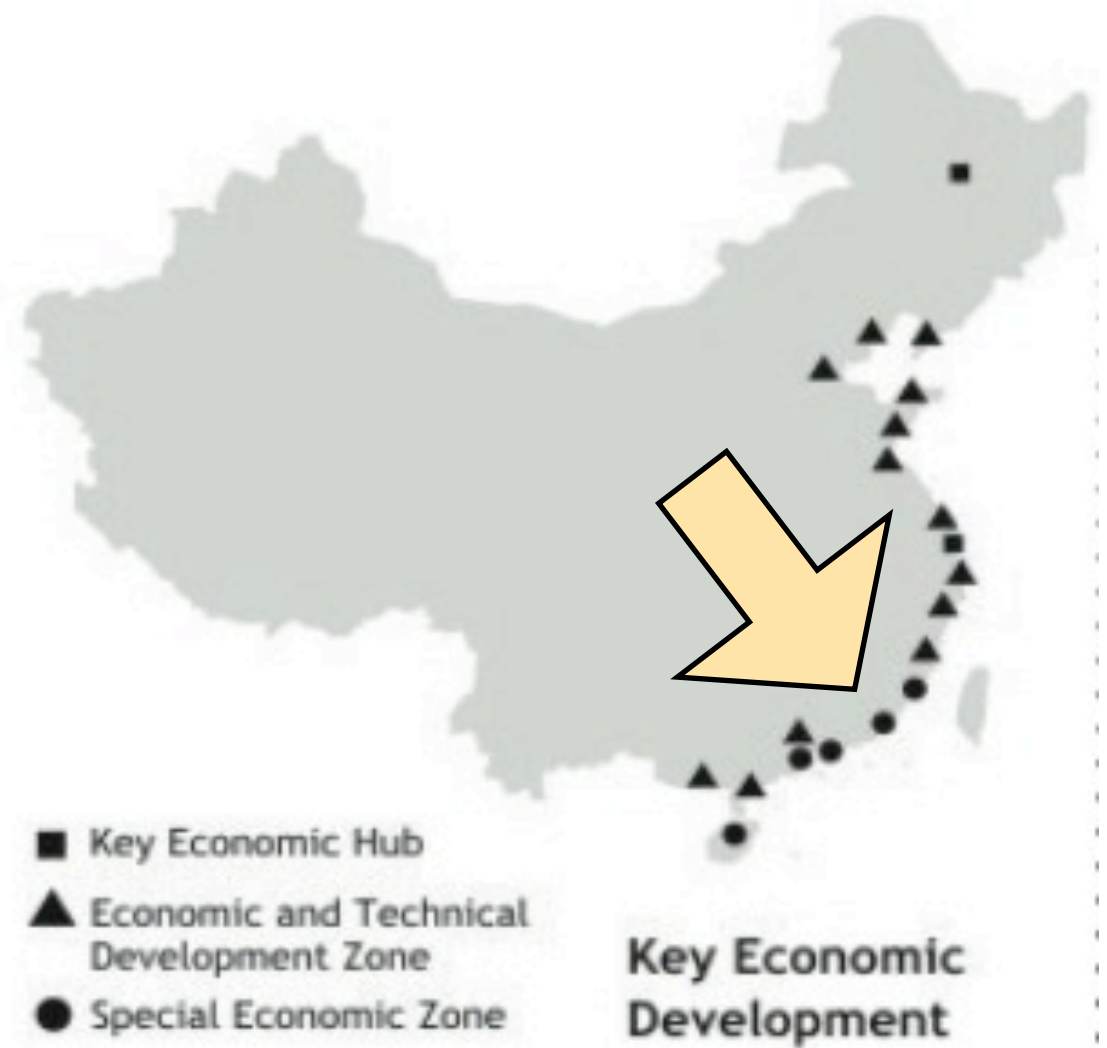 Key Economic Hub
Economic and Technical
Development Zone
Special Economic Zone
Key Economic
Development